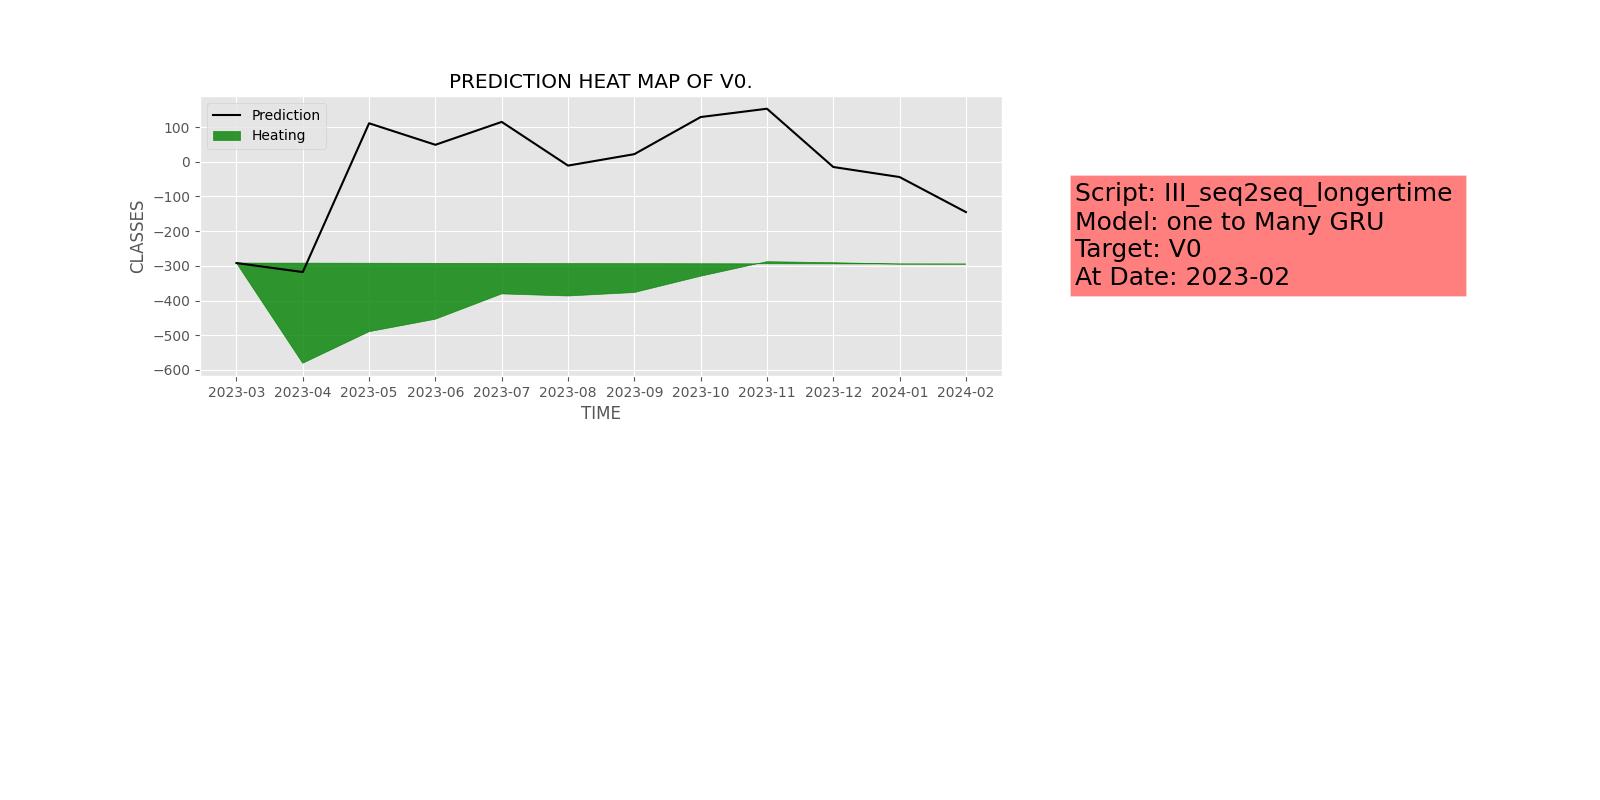 PREDICTION HEAT MAP OF V0.
Prediction
Heating
100
0
−100
−200
−300
−400
−500
−600
CLASSES
2023-03 2023-04 2023-05 2023-06 2023-07 2023-08 2023-09 2023-10 2023-11 2023-12 2024-01 2024-02
TIME
Script: III_seq2seq_longertime
Model: one to Many GRU
Target: V0
At Date: 2023-02